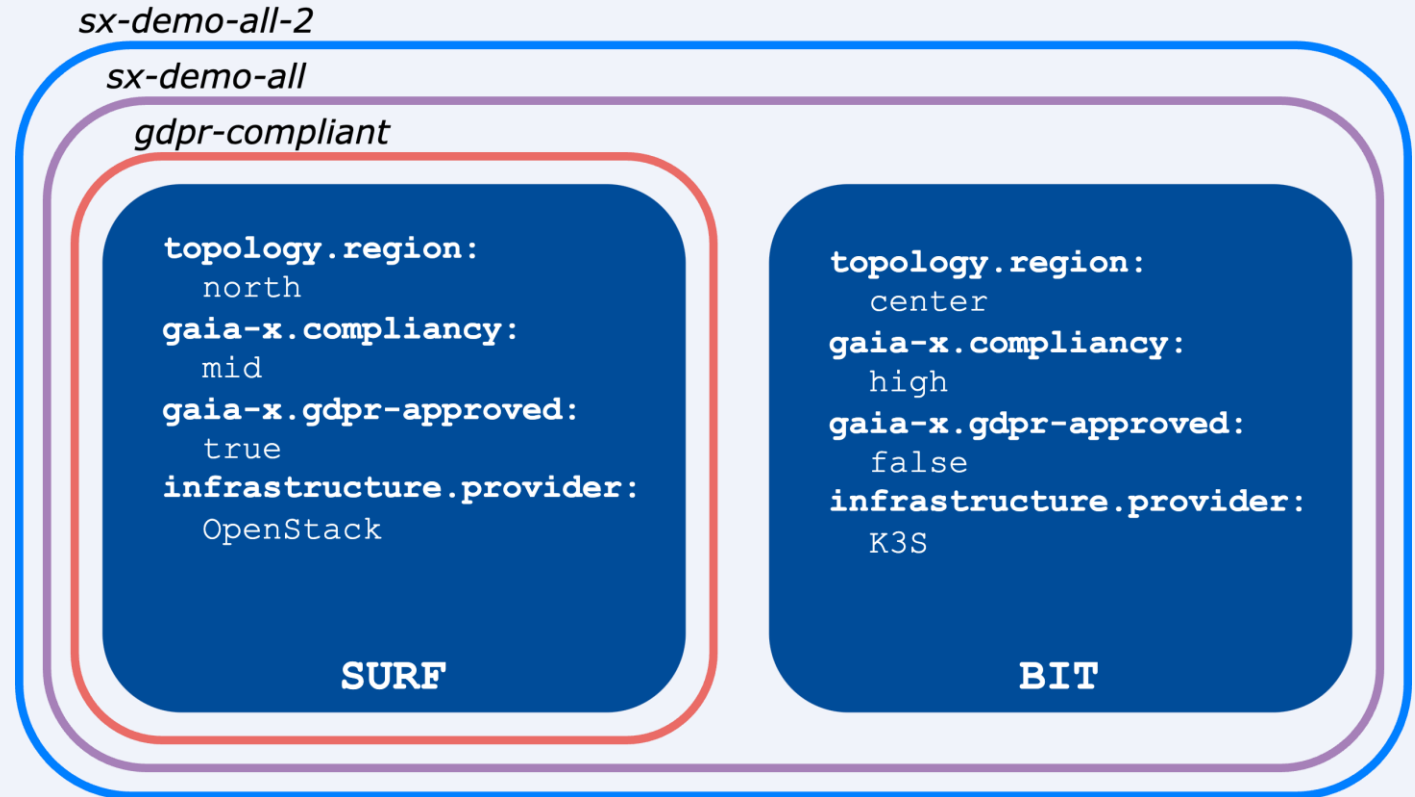 sx-demo-all-2
sx-demo-all
gdpr-compliant
topology.region:
north
gaia-x.compliancy:
mid
gaia-x.gdpr-approved:
true
infrastructure.provider:
OpenStack
SURF
topology.region:
center
gaia-x.compliancy:
high
gaia-x.gdpr-approved:
false
infrastructure.provider:
K3S
BIT